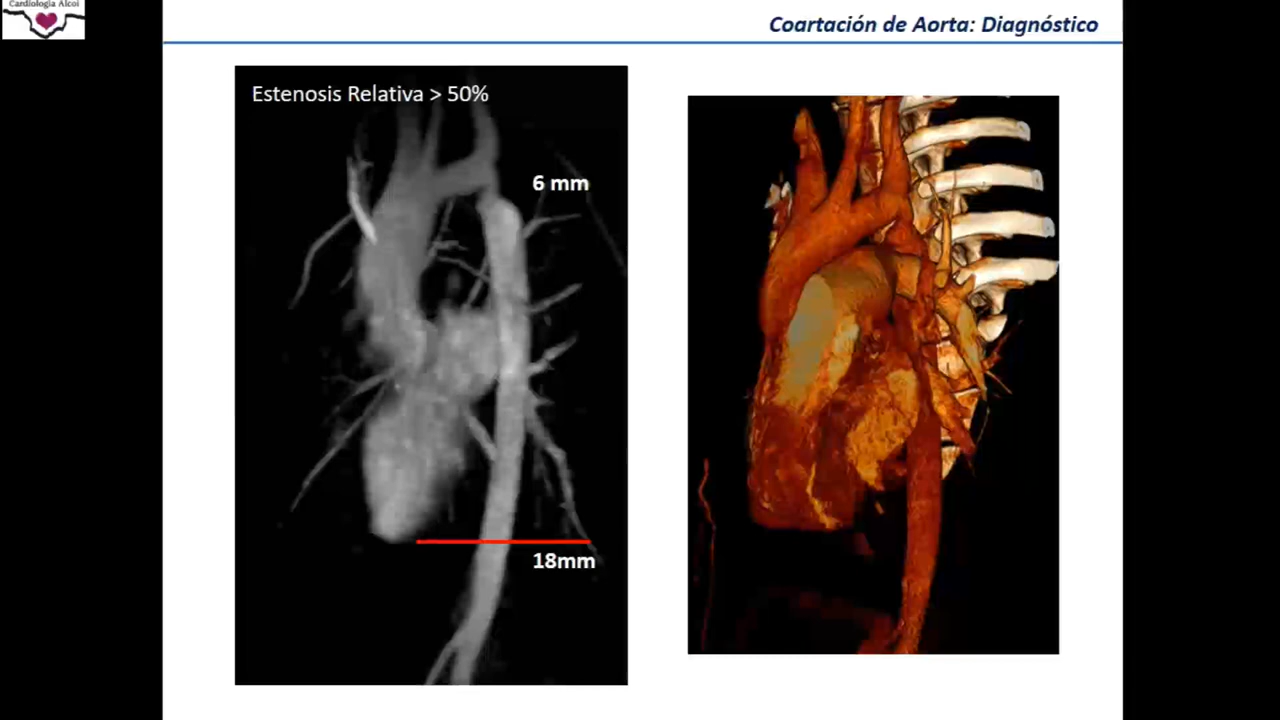 Cardiología Alcoi
Coartación de Aorta: Diagnóstico
Estenosis Relativa > 50%
6 mm
18mm